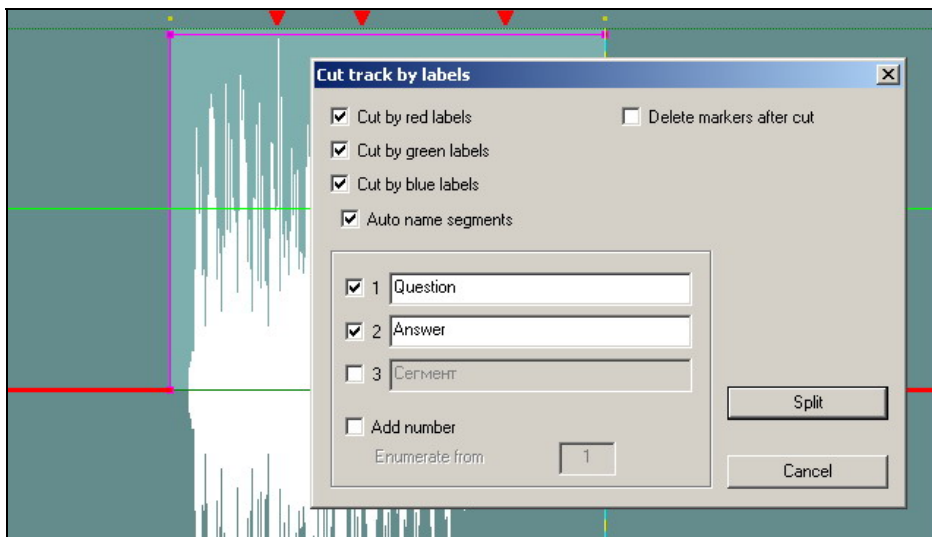 Cut track by labels
Cut by red labels
Delete markers after cut
Cut by green labels
Cut by blue labels
Auto name segments
1 Question
2 Answer
3 Сегмент
Split
Add number
Enumerate from 1
Cancel